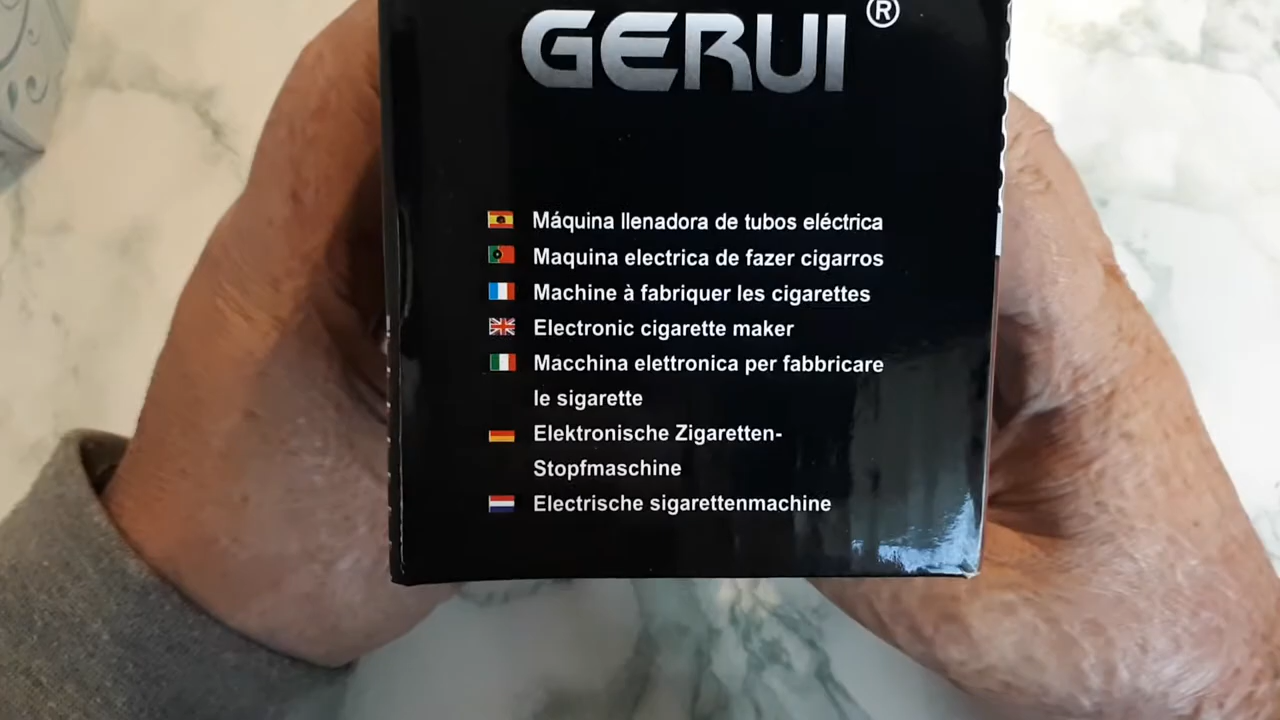 GERUI ®
Máquina llenadora de tubos eléctrica
Maquina electrica de fazer cigarros
Machine à fabriquer les cigarettes
Electronic cigarette maker
Macchina elettronica per fabbricare
le sigarette
Elektronische Zigaretten-
Stopfmaschine
Electrische sigarettenmachine